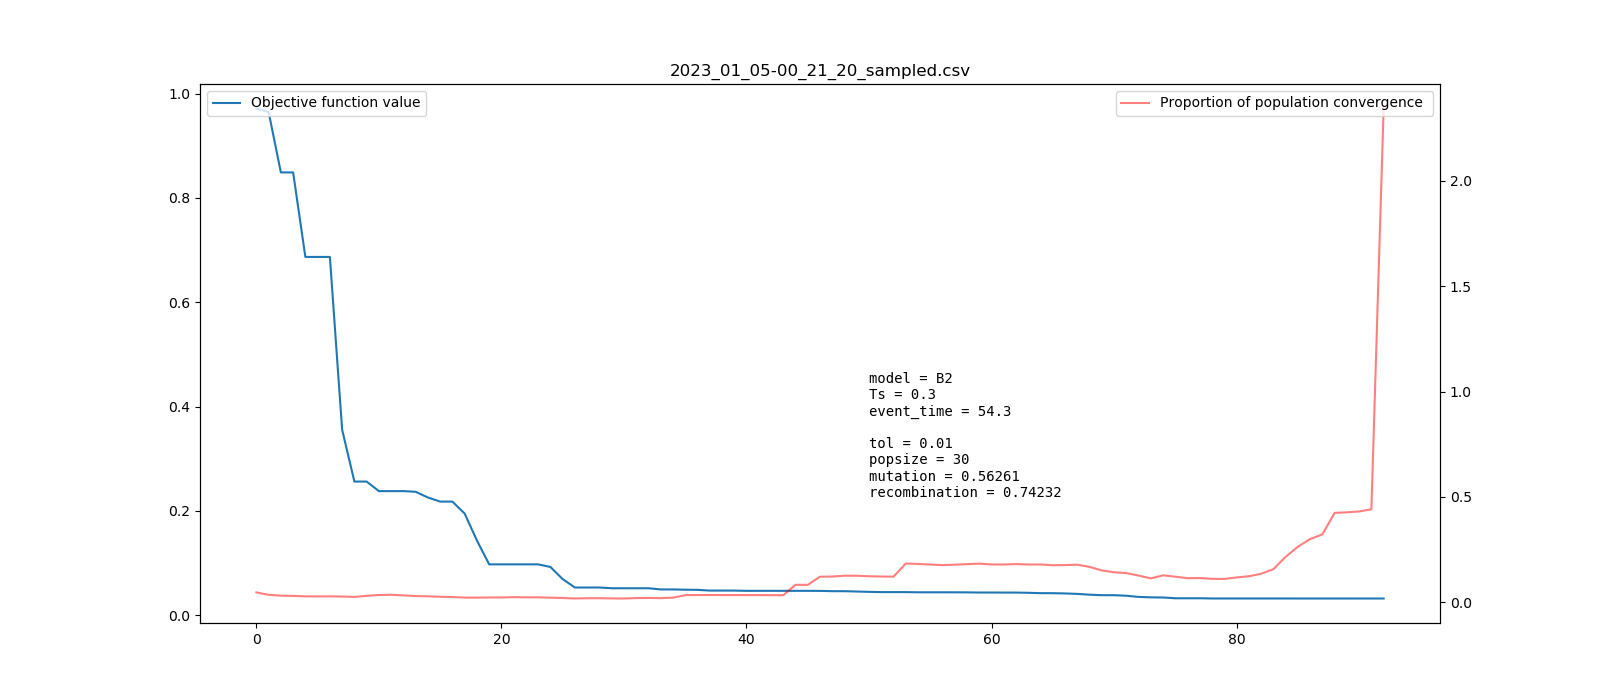 2023_01_05-00_21_20_sampled.csv
Objective function value
Proportion of population convergence
1.0
0.8
0.6
0.4
0.2
0.0
2.0
1.5
1.0
0.5
0.0
model = B2
Ts = 0.3
event_time = 54.3
tol = 0.01
popsize = 30
mutation = 0.56261
recombination = 0.74232
0
20
40
60
80